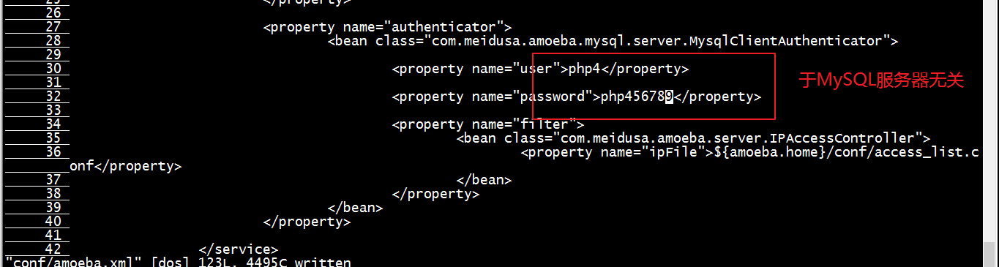 25 </property>
26
27 <property name="authenticator">
28 <bean class="com.meidusa.amoeba.mysql.server.MysqlClientAuthenticator">
29
30 <property name="user">php4</property>
31
32 <property name="password">php456789</property>
33
34 <property name="filter">
35 <bean class="com.meidusa.amoeba.server.IPAccessController">
36 <property name="ipFile">${amoeba.home}/conf/access_list.c
onf</property>
37 </bean>
38 </property>
39 </bean>
40 </property>
41
42 </service>
"conf/amoeba.xml" [dos] 123L, 4495C written
于MySQL服务器无关